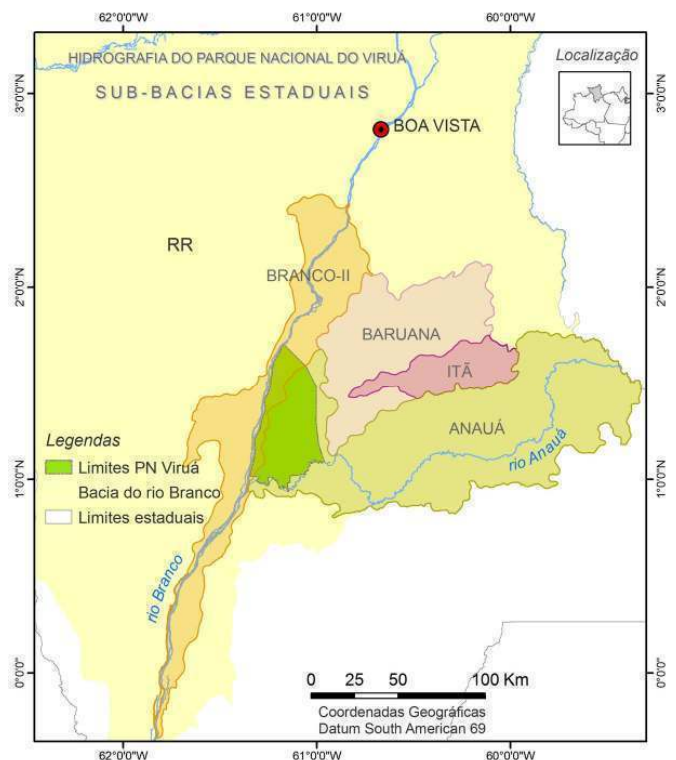 62°0'0"W
61°0'0"W
60°0'0"W
HIDROGRAFIA DO PARQUE NACIONAL DO VIRUÁ
SUB-BACIAS ESTADUAIS
Localização
3°0'0"N
3°0'0"N
BOA VISTA
RR
BRANCO-II
2°0'0"N
2°0'0"N
BARUANA
ITÃ
ANAUÁ
rio Anauá
Legendas
Limites PN Viruá
Bacia do rio Branco
Limites estaduais
1°0'0"N
1°0'0"N
rio Branco
0°0'0"
0°0'0"
0 25 50 100 Km
Coordenadas Geográficas
Datum South American 69
62°0'0"W
61°0'0"W
60°0'0"W